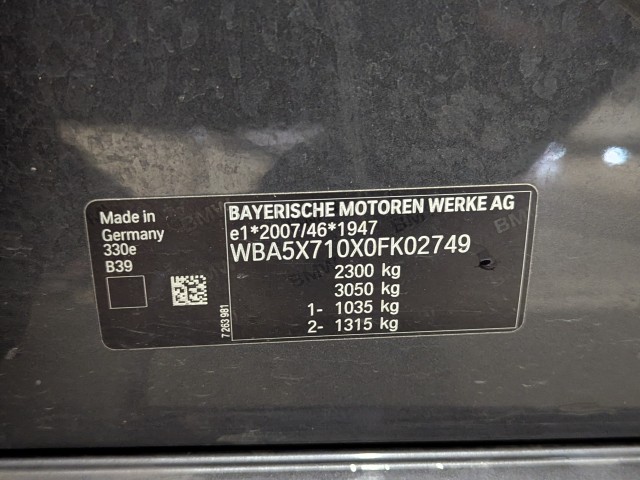 Made in
Germany
330e
B39
7 263 981
BAYERISCHE MOTOREN WERKE AG
e1*2007/46*1947
WBA5X710X0FK02749
2300 kg
3050 kg
1- 1035 kg
2- 1315 kg